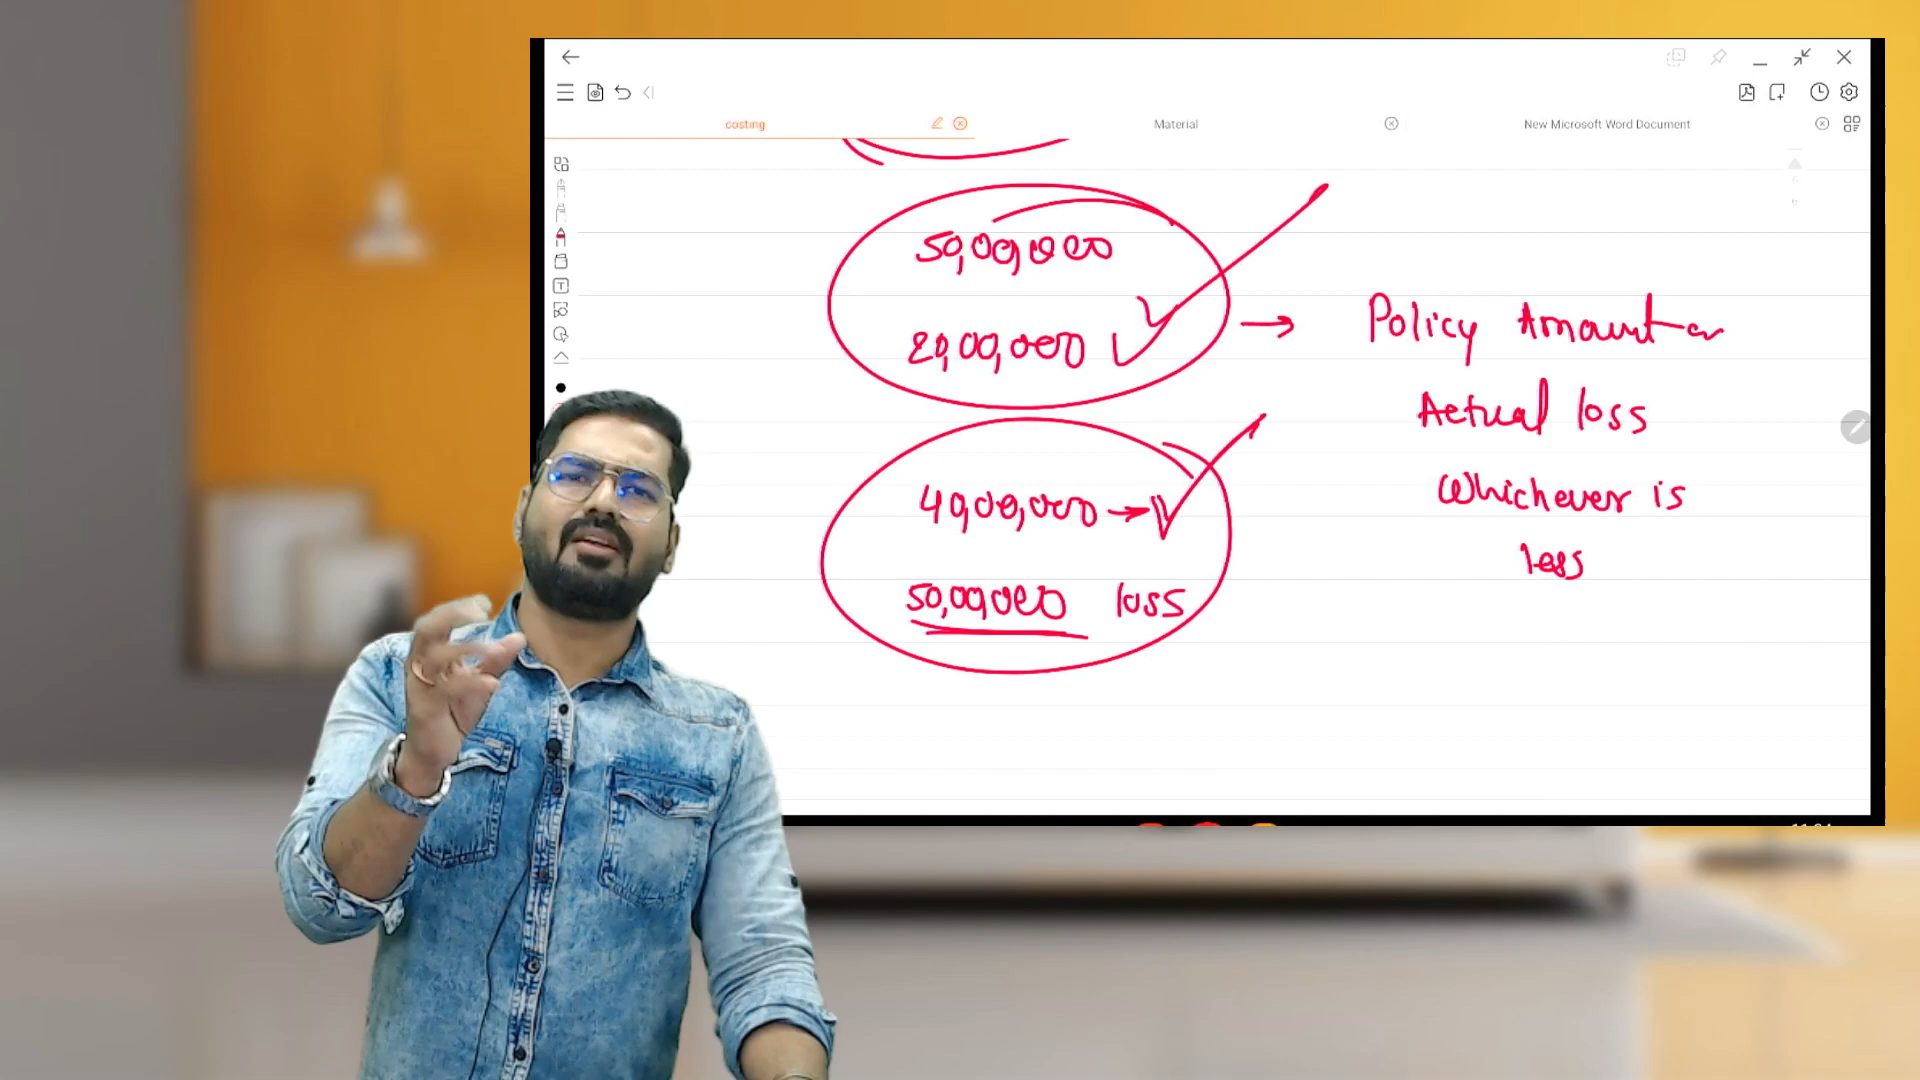 costing
Material
New Microsoft Word Document
50,00,000
20,00,000
Policy Amount or
Actual loss
Whichever is
less
40,00,000
50,00,000 loss